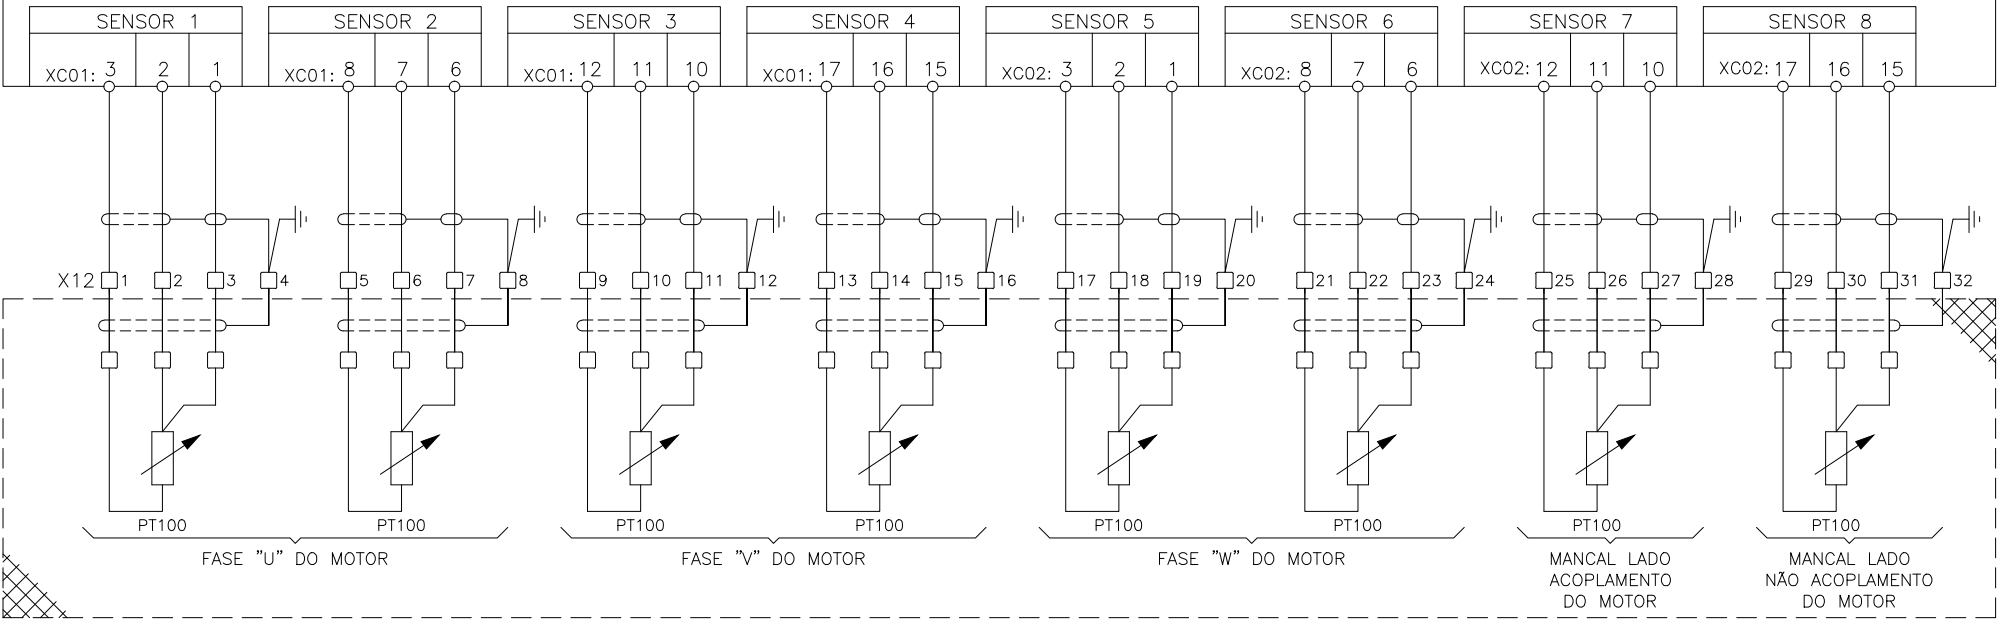 SENSOR 1 SENSOR 2 SENSOR 3 SENSOR 4 SENSOR 5 SENSOR 6 SENSOR 7 SENSOR 8
XC01: 3 2 1 XC01: 8 7 6 XC01: 12 11 10 XC01: 17 16 15 XC02: 3 2 1 XC02: 8 7 6 XC02: 12 11 10 XC02: 17 16 15
X12 1 2 3 4 5 6 7 8 9 10 11 12 13 14 15 16 17 18 19 20 21 22 23 24 25 26 27 28 29 30 31 32
PT100 PT100 PT100 PT100 PT100 PT100 PT100 PT100
FASE "U" DO MOTOR FASE "V" DO MOTOR FASE "W" DO MOTOR MANCAL LADO MANCAL LADO
ACOPLAMENTO NÃO ACOPLAMENTO
DO MOTOR DO MOTOR